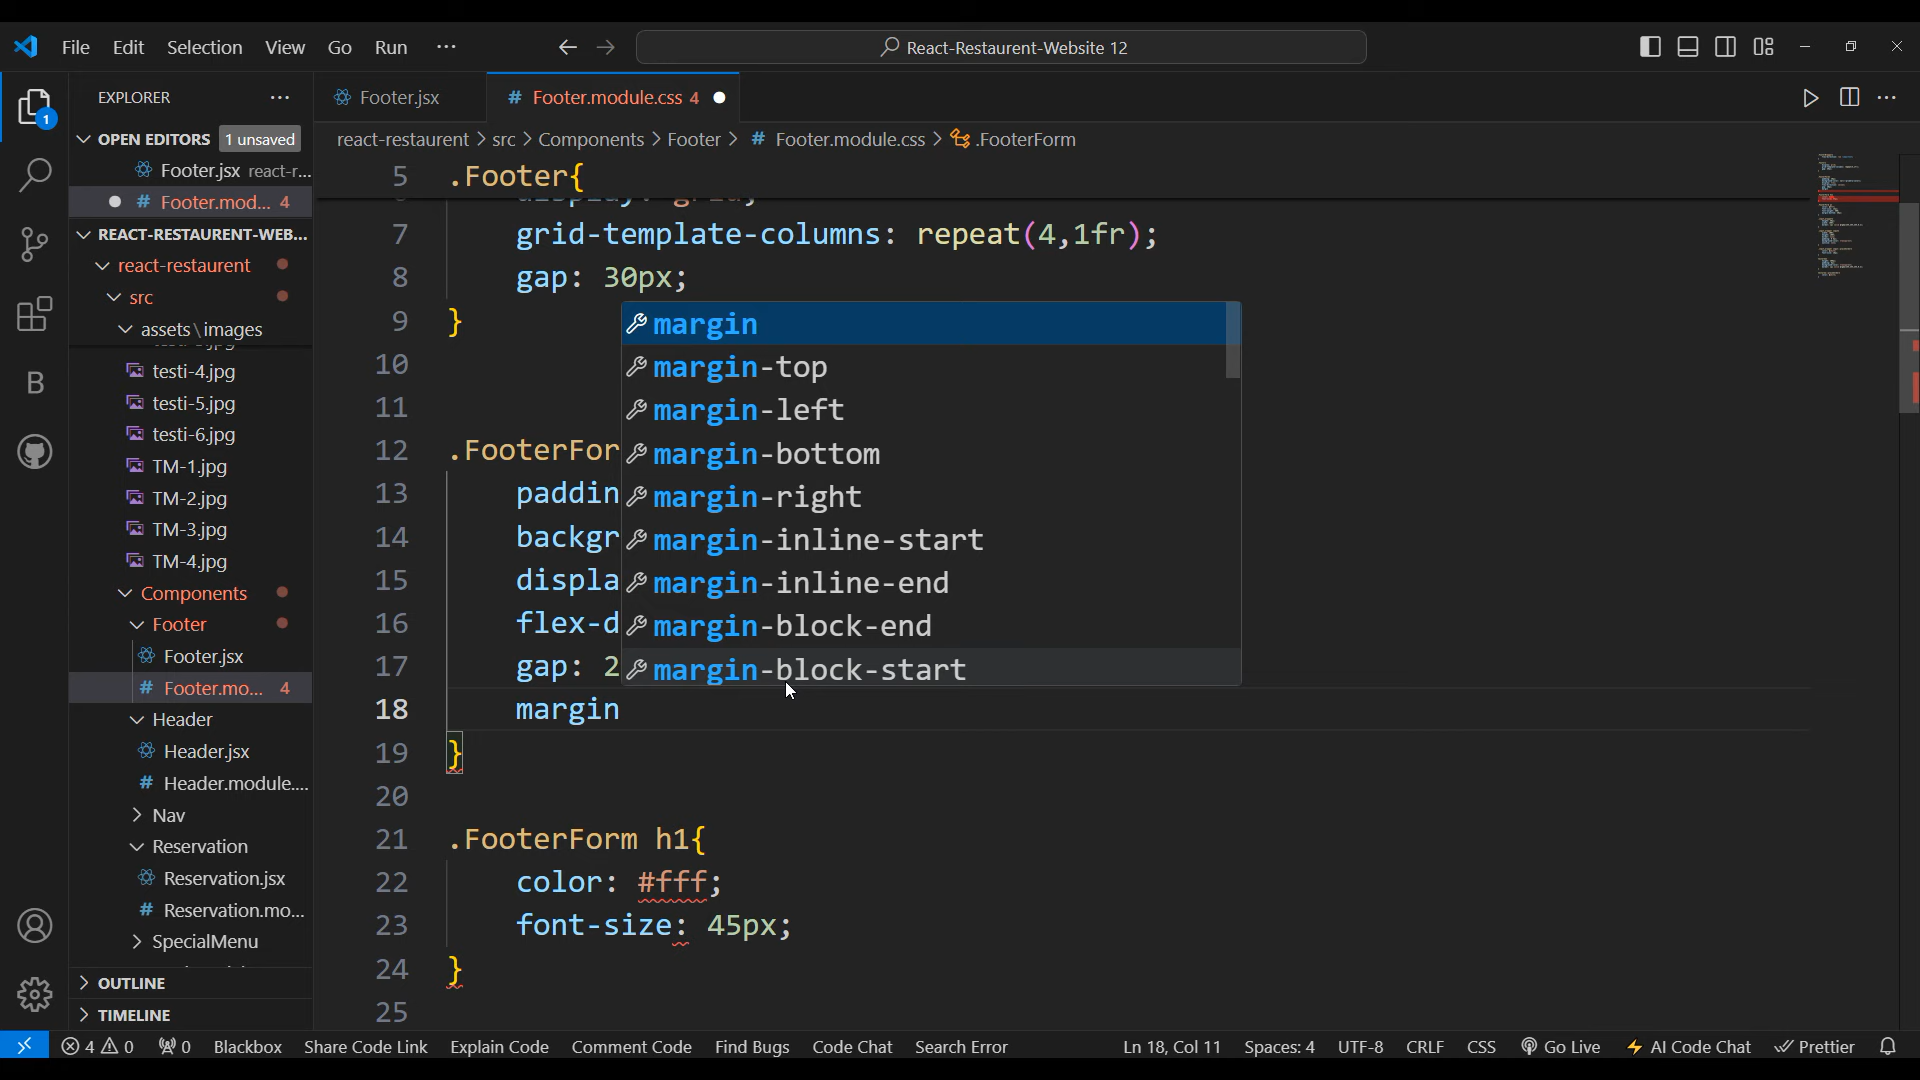 File Edit Selection View Go Run ···
React-Restaurent-Website 12
EXPLORER ···
1
OPEN EDITORS 1 unsaved
Footer.jsx react-r...
Footer.mod... 4
REACT-RESTAURENT-WEB...
react-restaurent
src
assets\images
testi-4.jpg
testi-5.jpg
testi-6.jpg
TM-1.jpg
TM-2.jpg
TM-3.jpg
TM-4.jpg
Components
Footer
Footer.jsx
Footer.mo... 4
Header
Header.jsx
Header.module....
Nav
Reservation
Reservation.jsx
Reservation.mo...
SpecialMenu
OUTLINE
TIMELINE
B
Footer.jsx
# Footer.module.css 4
react-restaurent > src > Components > Footer > # Footer.module.css > .FooterForm
5 .Footer{
7 grid-template-columns: repeat(4,1fr);
8 gap: 30px;
9 }
10
11
12 .FooterFor
13 paddin
14 backgr
15 displa
16 flex-d
17 gap: 2
18 margin
19 }
20
21 .FooterForm h1{
22 color: #fff;
23 font-size: 45px;
24 }
25
margin
margin-top
margin-left
margin-bottom
margin-right
margin-inline-start
margin-inline-end
margin-block-end
margin-block-start
4 0 0 Blackbox Share Code Link Explain Code Comment Code Find Bugs Code Chat Search Error Ln 18, Col 11 Spaces: 4 UTF-8 CRLF CSS Go Live AI Code Chat Prettier